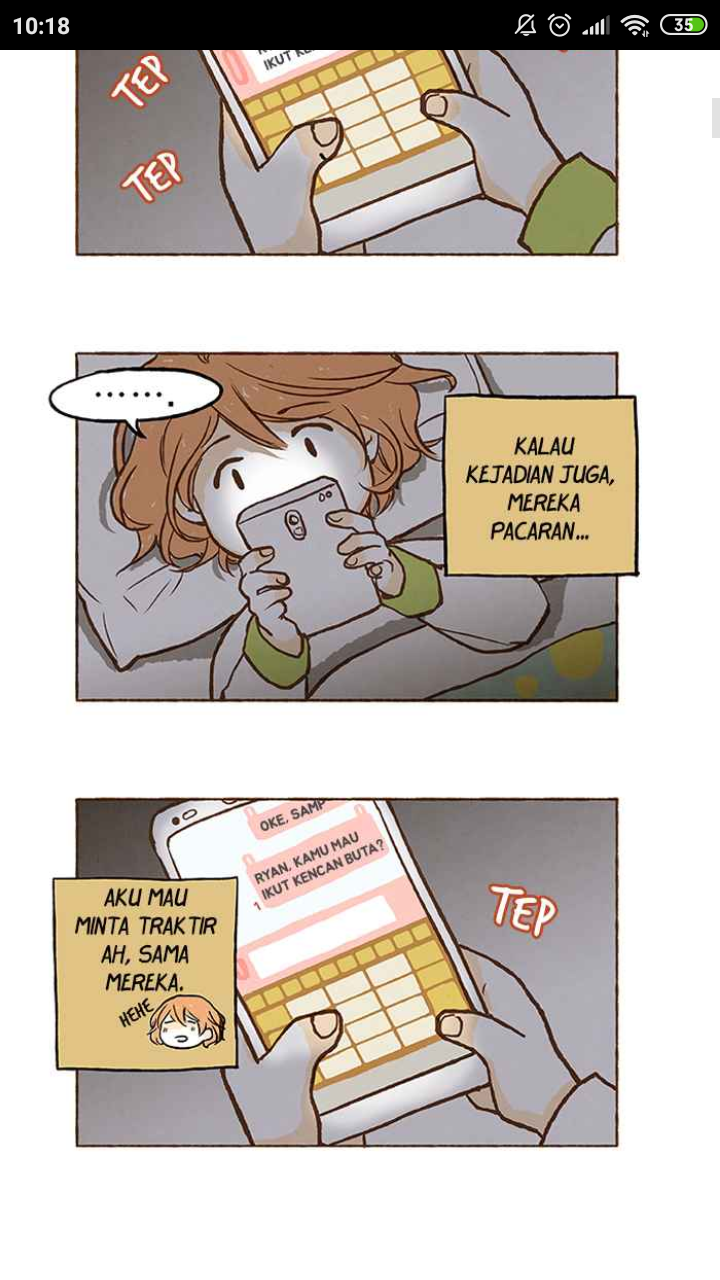 10:18
35
IKUT
TEP
TEP
.......
KALAU
KEJADIAN JUGA,
MEREKA
PACARAN...
OKE, SAMP
RYAN, KAMU MAU
IKUT KENCAN BUTA?
1
AKU MAU
MINTA TRAKTIR
AH, SAMA
MEREKA.
HEHE
TEP